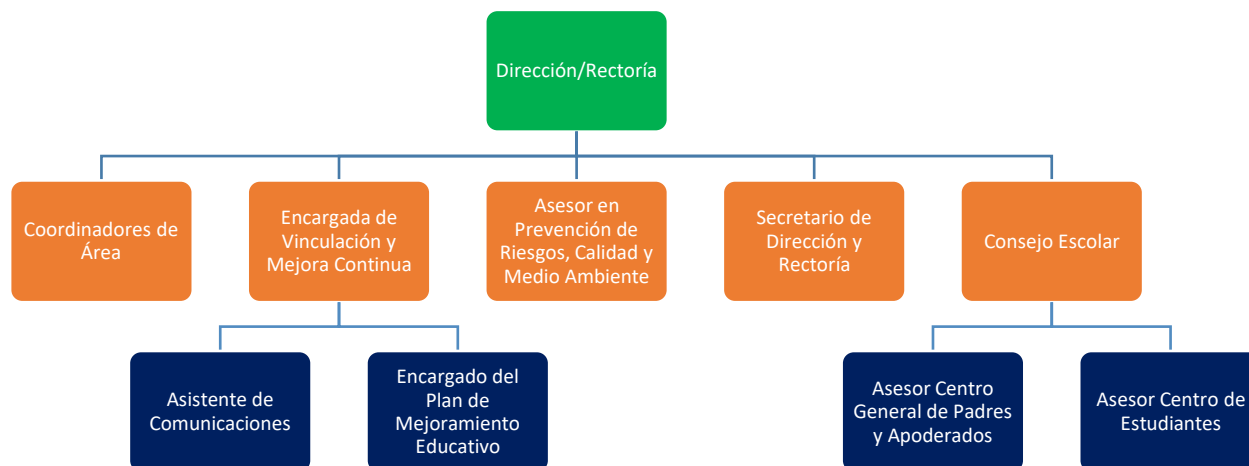 Dirección/Rectoría
Coordinadores de
Área
Encargada de
Vinculación y
Mejora Continua
Asesor en
Prevención de
Riesgos, Calidad y
Medio Ambiente
Secretario de
Dirección y
Rectoría
Consejo Escolar
Asistente de
Comunicaciones
Encargado del
Plan de
Mejoramiento
Educativo
Asesor Centro
General de Padres
y Apoderados
Asesor Centro de
Estudiantes